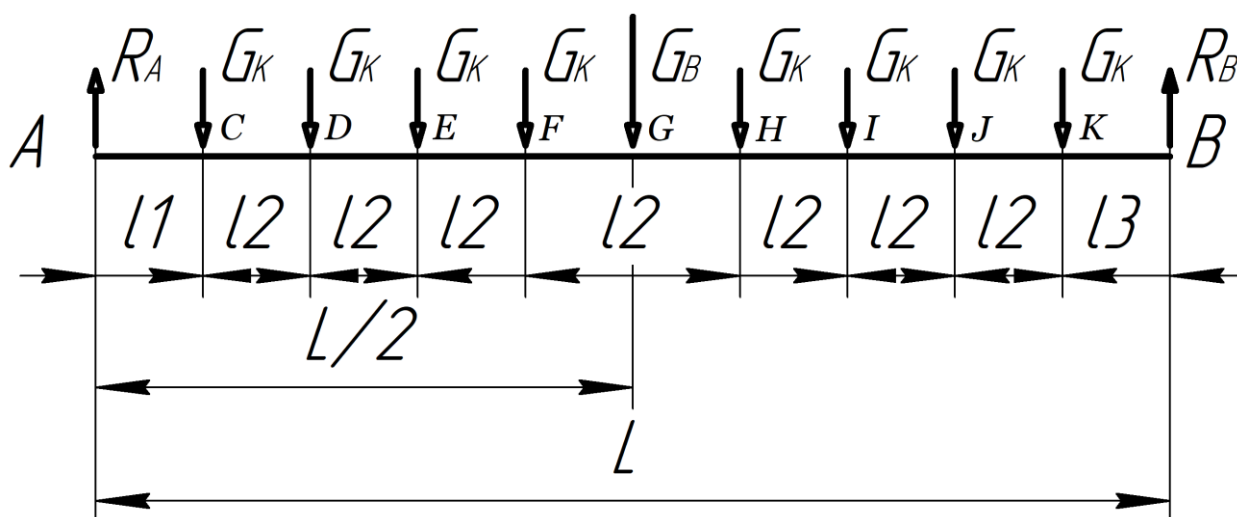 R_A G_K G_K G_K G_K G_B G_K G_K G_K G_K R_B
A C D E F G H I J K B
l1 l2 l2 l2 l2 l2 l2 l2 l3
L/2
L